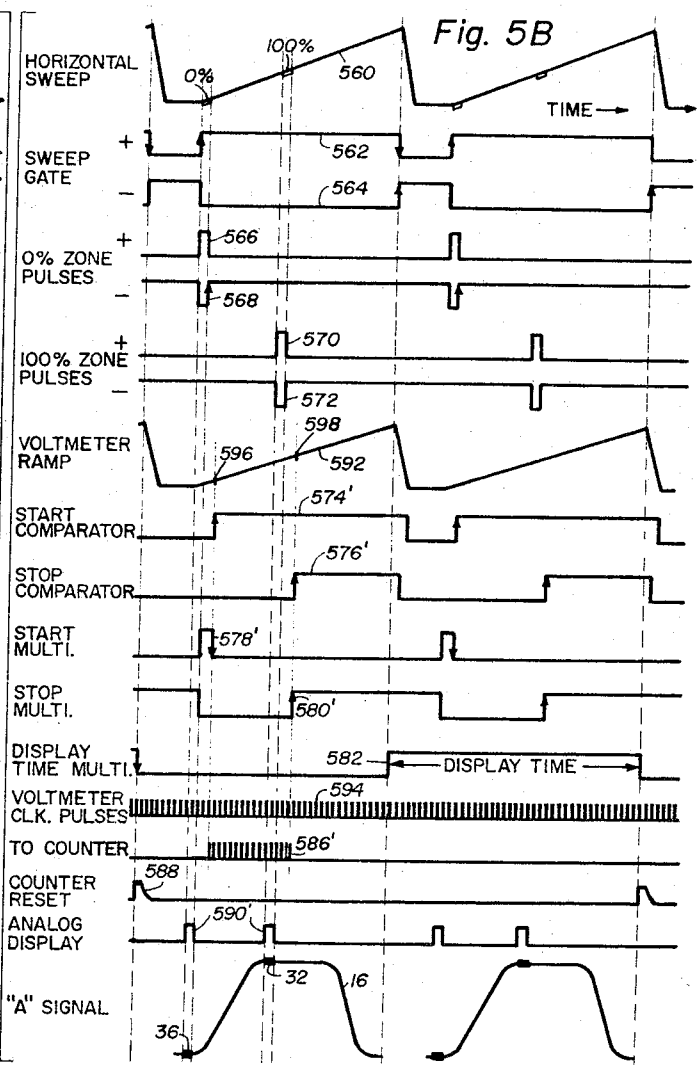 Fig. 5B
HORIZONTAL
SWEEP
0%
100%
560
TIME
SWEEP
GATE
+
562
−
564
0% ZONE
PULSES
+
566
−
568
100% ZONE
PULSES
+
570
−
572
VOLTMETER
RAMP
596
598
592
START
COMPARATOR
574'
STOP
COMPARATOR
576'
START
MULTI.
578'
STOP
MULTI.
580'
DISPLAY
TIME MULTI.
582
DISPLAY TIME
VOLTMETER
CLK. PULSES
594
TO COUNTER
586'
COUNTER
RESET
588
ANALOG
DISPLAY
590'
"A" SIGNAL
36
32
16